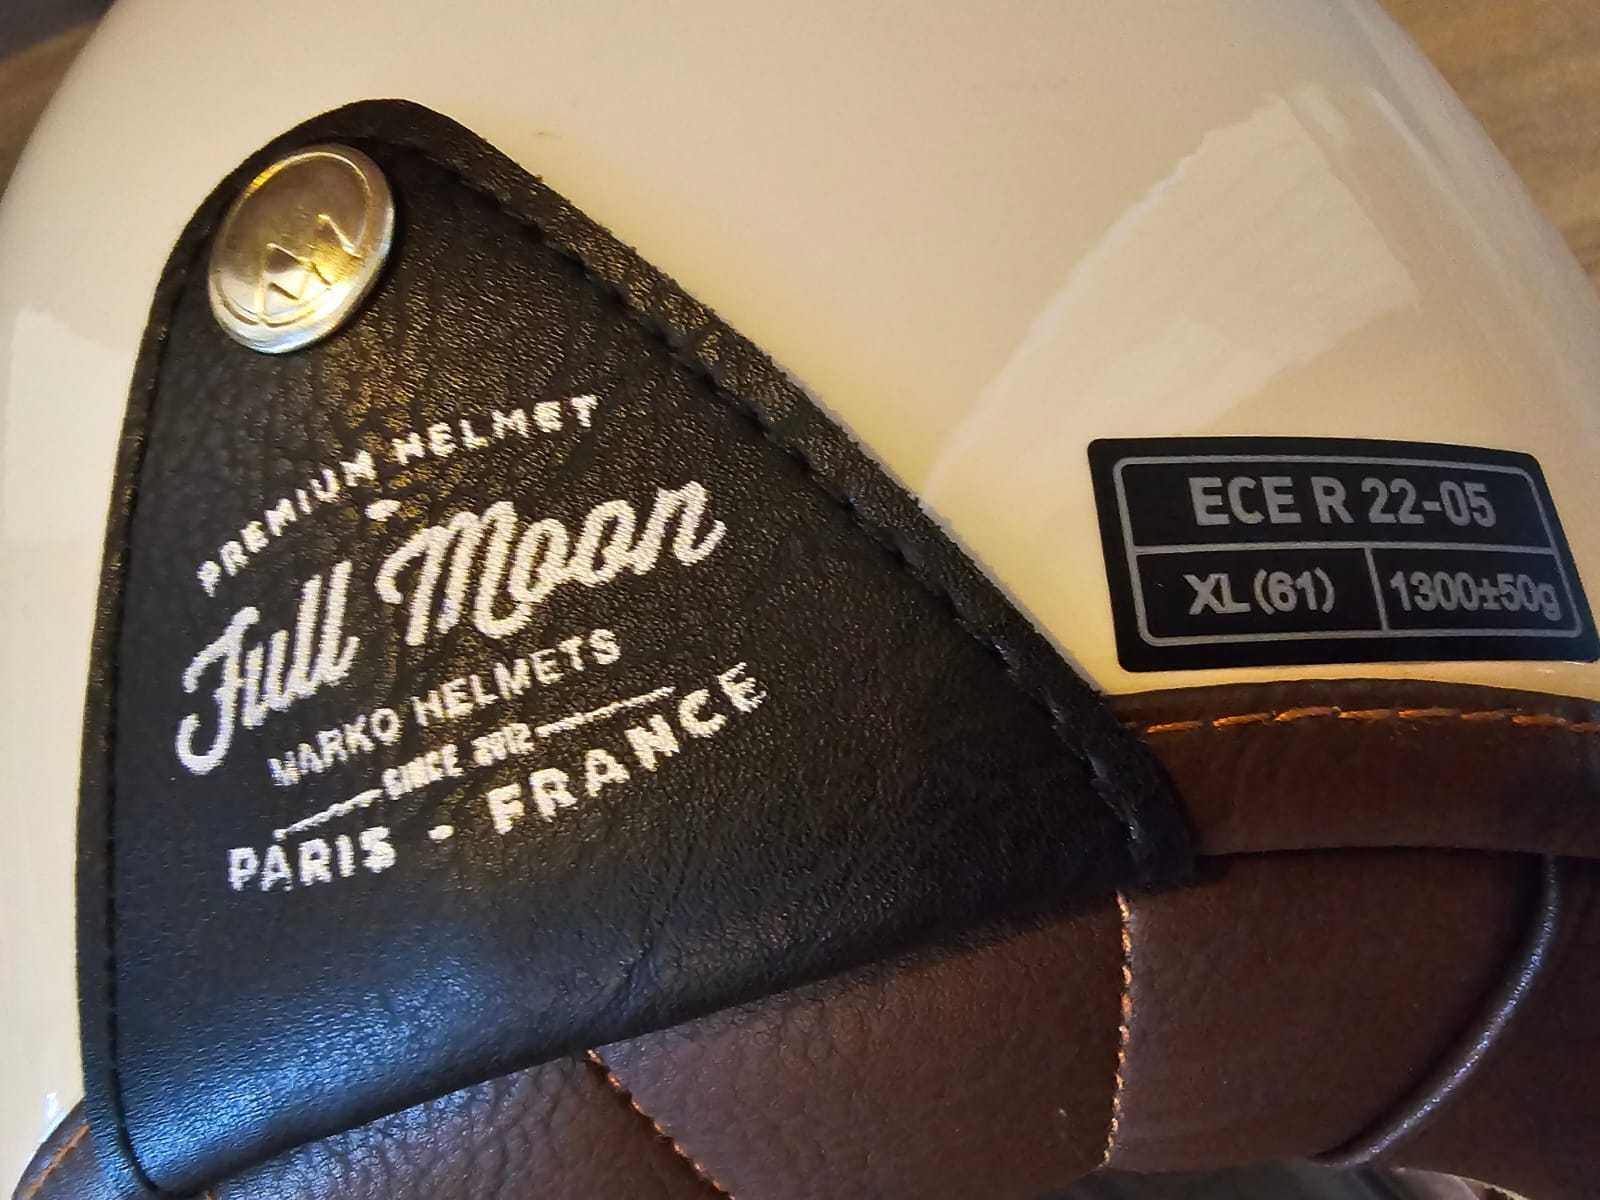 PREMIUM HELMET
Full Moon
MARKO HELMETS
SINCE 2012
PARIS - FRANCE
ECE R 22-05
XL (61)
1300±50g